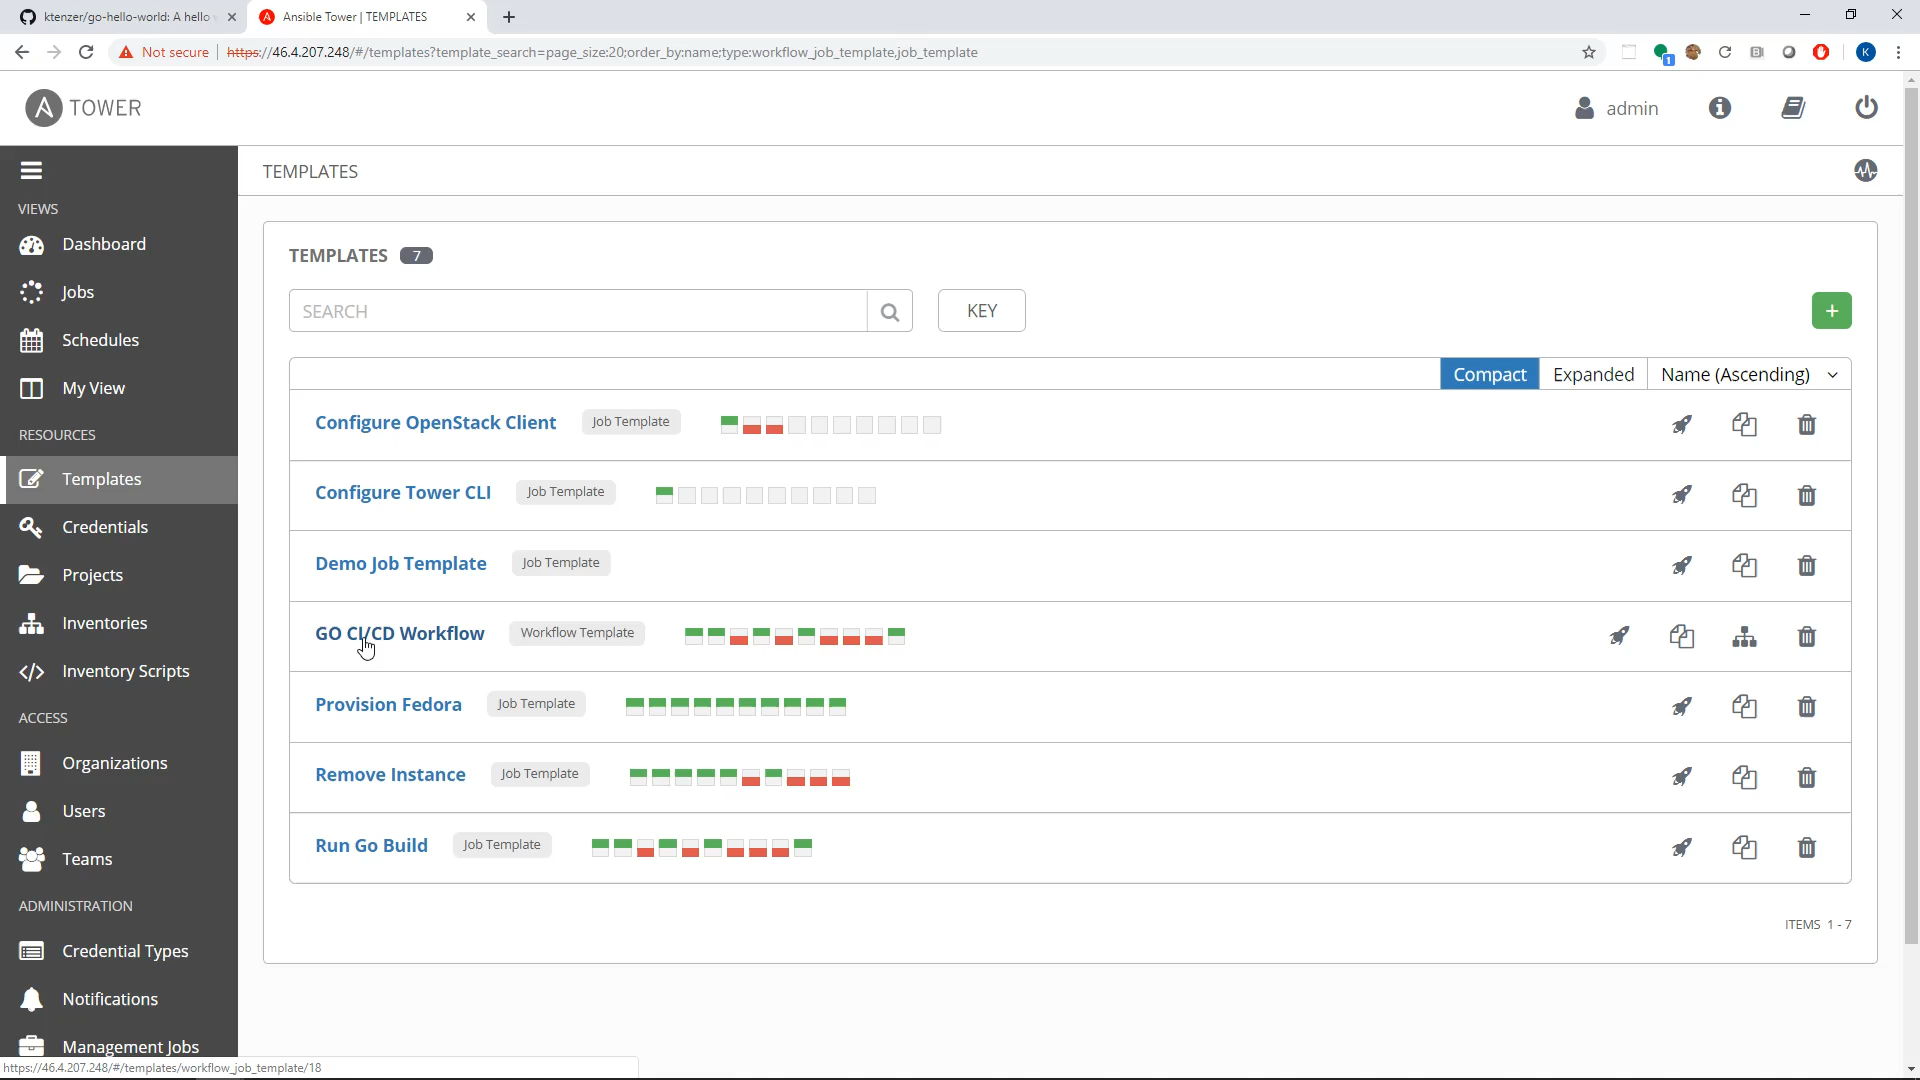 ktenzer/go-hello-world: A hello
Ansible Tower | TEMPLATES
Not secure
https://46.4.207.248/#/templates?template_search=page_size:20;order_by:name;type:workflow_job_template,job_template
1
K
A TOWER
admin
TEMPLATES
VIEWS
Dashboard
Jobs
Schedules
My View
RESOURCES
Templates
Credentials
Projects
Inventories
Inventory Scripts
ACCESS
Organizations
Users
Teams
ADMINISTRATION
Credential Types
Notifications
Management Jobs
TEMPLATES 7
SEARCH
KEY
+
Compact
Expanded
Name (Ascending)
Configure OpenStack Client Job Template
Configure Tower CLI Job Template
Demo Job Template Job Template
GO CI/CD Workflow Workflow Template
Provision Fedora Job Template
Remove Instance Job Template
Run Go Build Job Template
ITEMS 1 - 7
https://46.4.207.248/#/templates/workflow_job_template/18